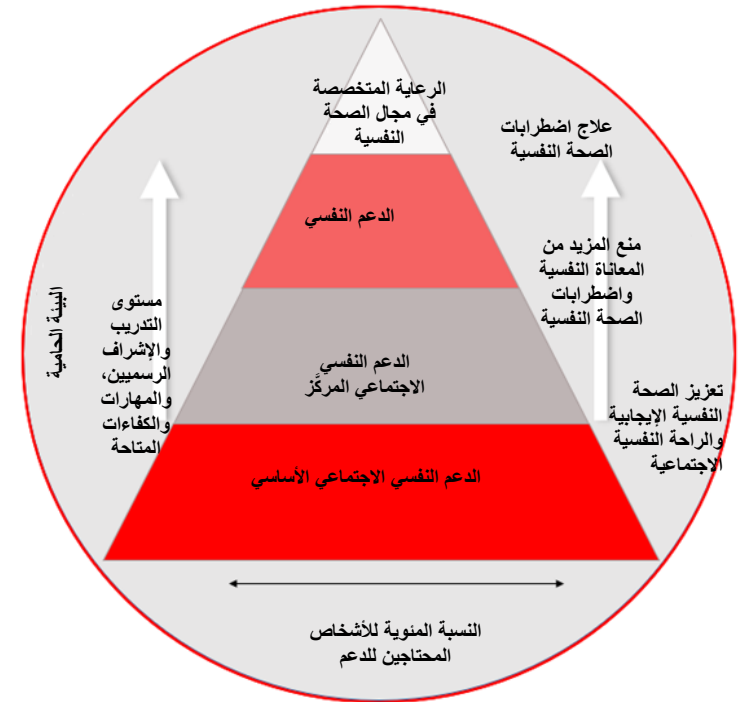 الرعاية المتخصصة
في مجال الصحة
النفسية
علاج اضطرابات
الصحة النفسية
الدعم النفسي
منع المزيد من
المعاناة النفسية
واضطرابات
الصحة النفسية
البيئة الحامية
مستوى
التدريب
والإشراف
الرسميين،
والمهارات
والكفاءات
المتاحة
الدعم النفسي
الاجتماعي المركَّز
تعزيز الصحة
النفسية الإيجابية
والراحة النفسية
الاجتماعية
الدعم النفسي الاجتماعي الأساسي
النسبة المئوية للأشخاص
المحتاجين للدعم